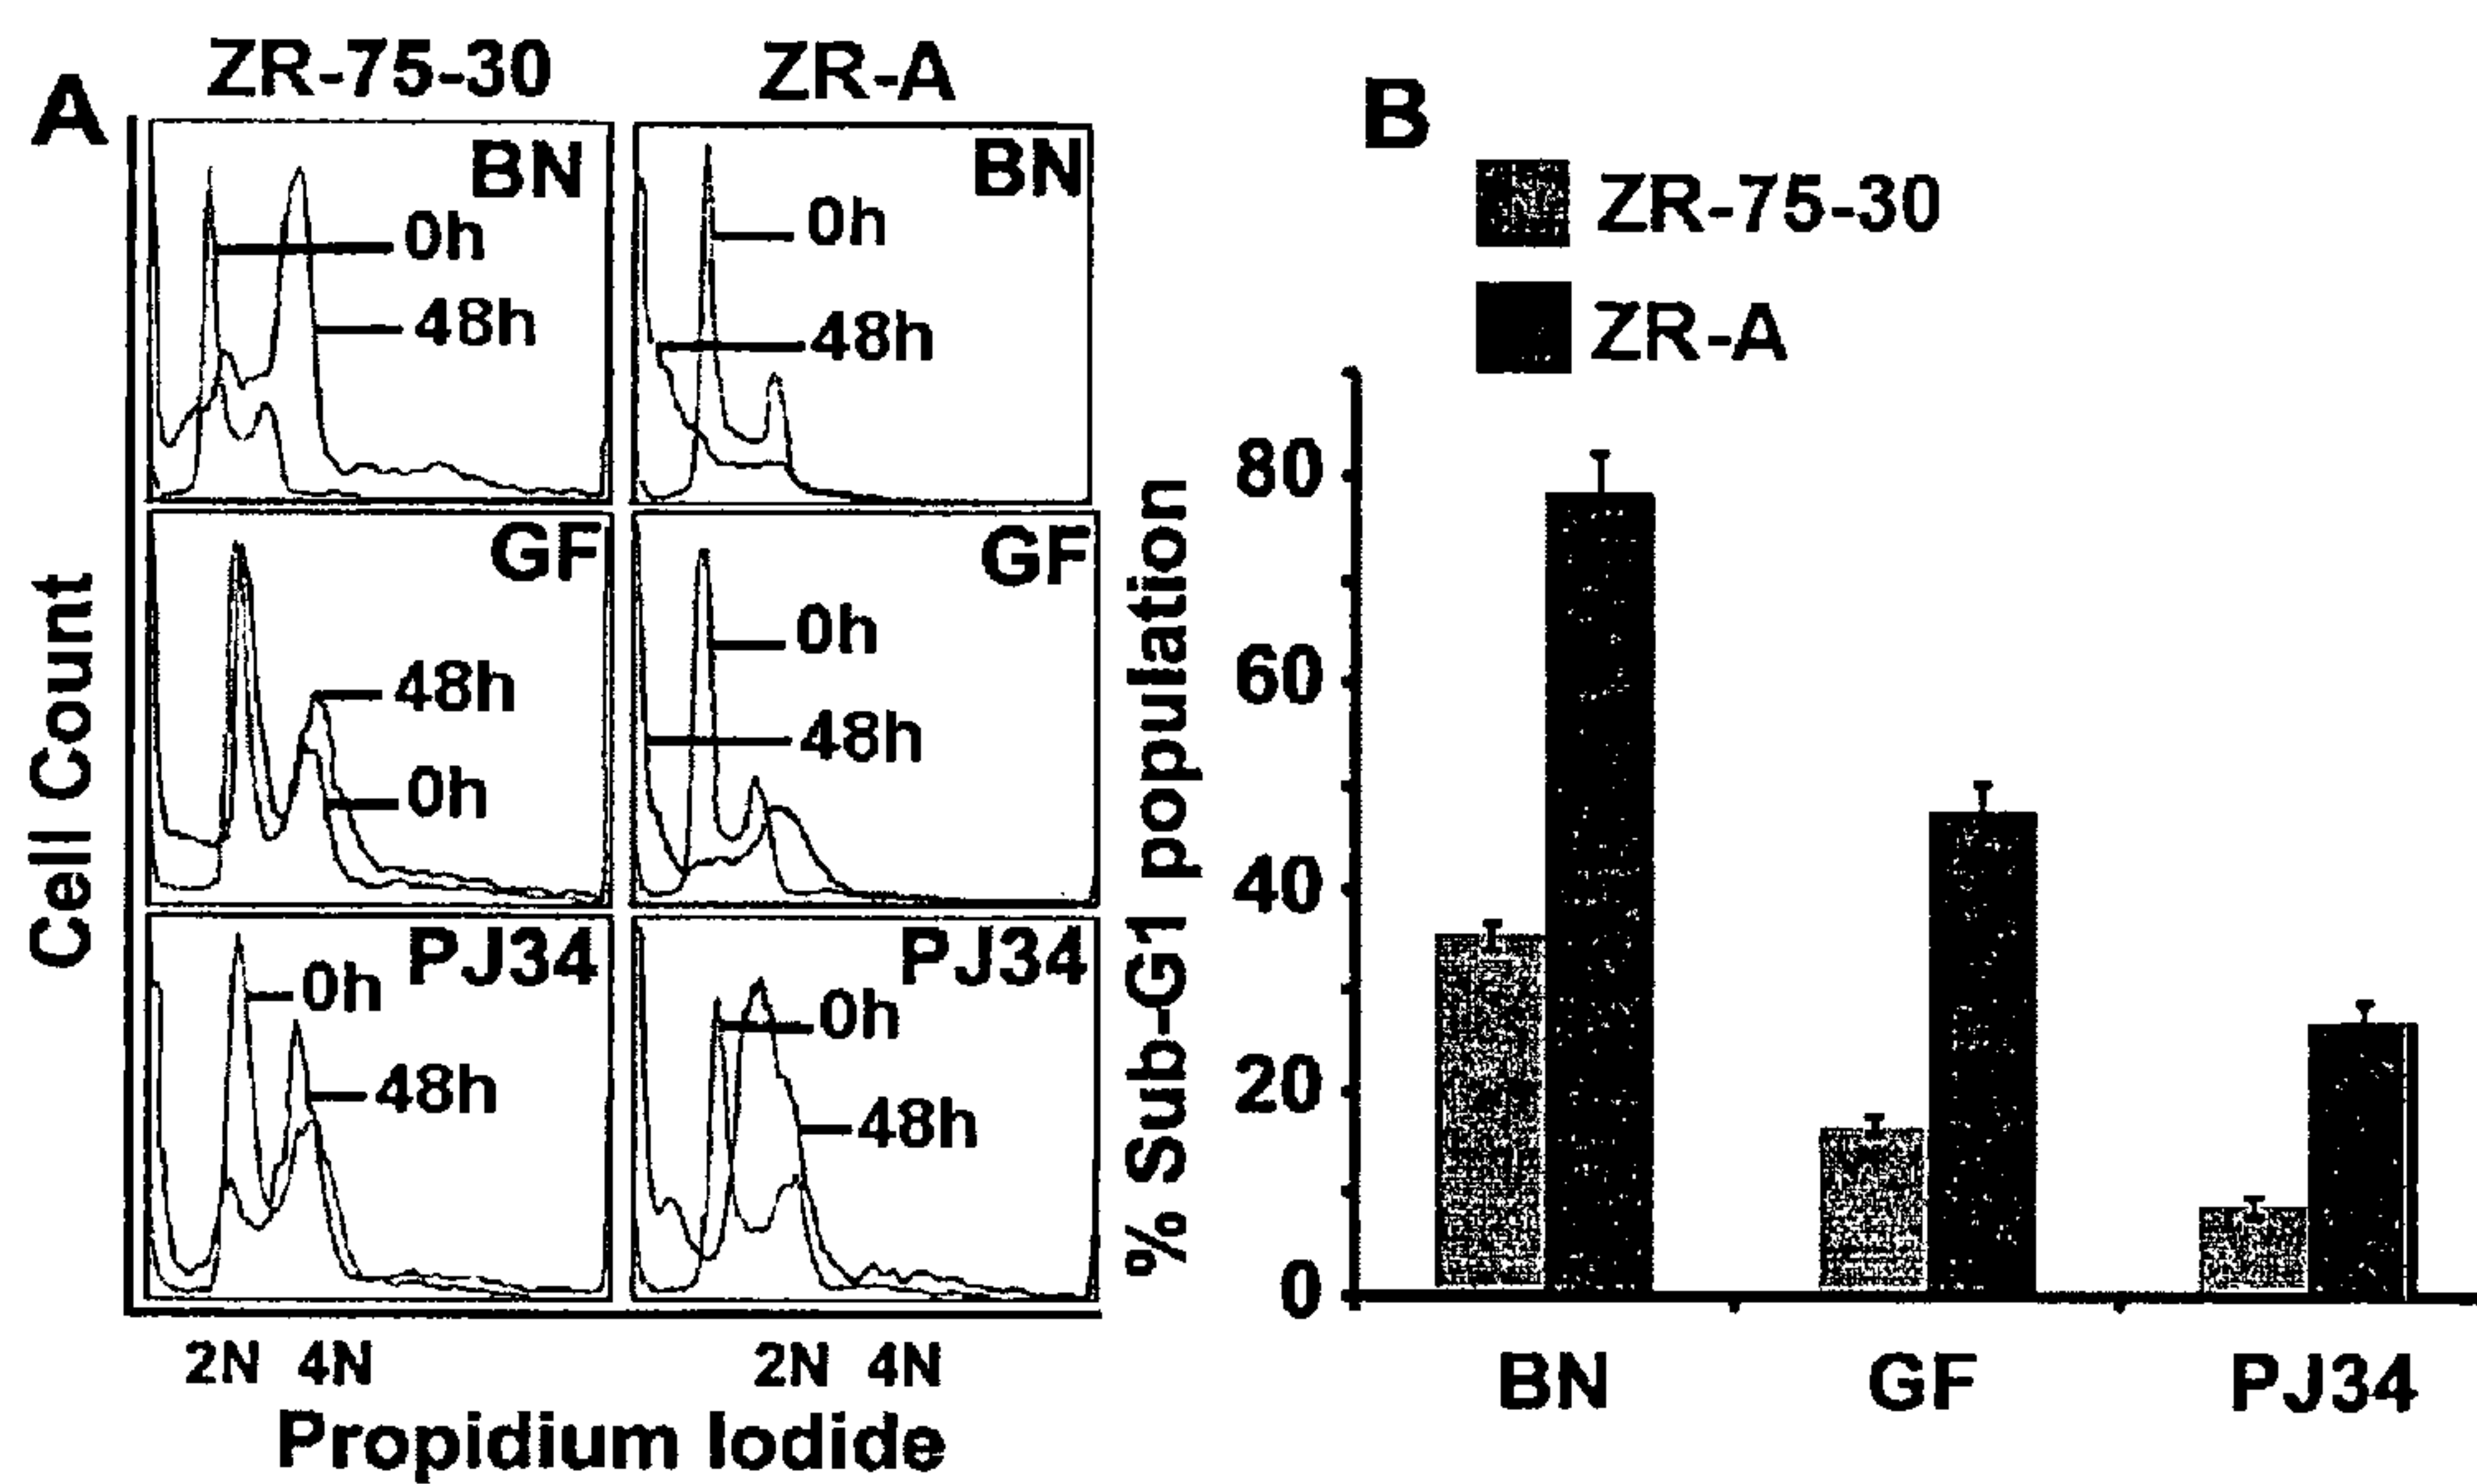 A
ZR-75-30
ZR-A
BN
0h
48h
BN
0h
48h
GF
48h
0h
GF
0h
48h
PJ34
0h
48h
PJ34
0h
48h
Cell Count
2N 4N
2N 4N
Propidium Iodide
B
ZR-75-30
ZR-A
% Sub-G1 population
80
60
40
20
0
BN
GF
PJ34